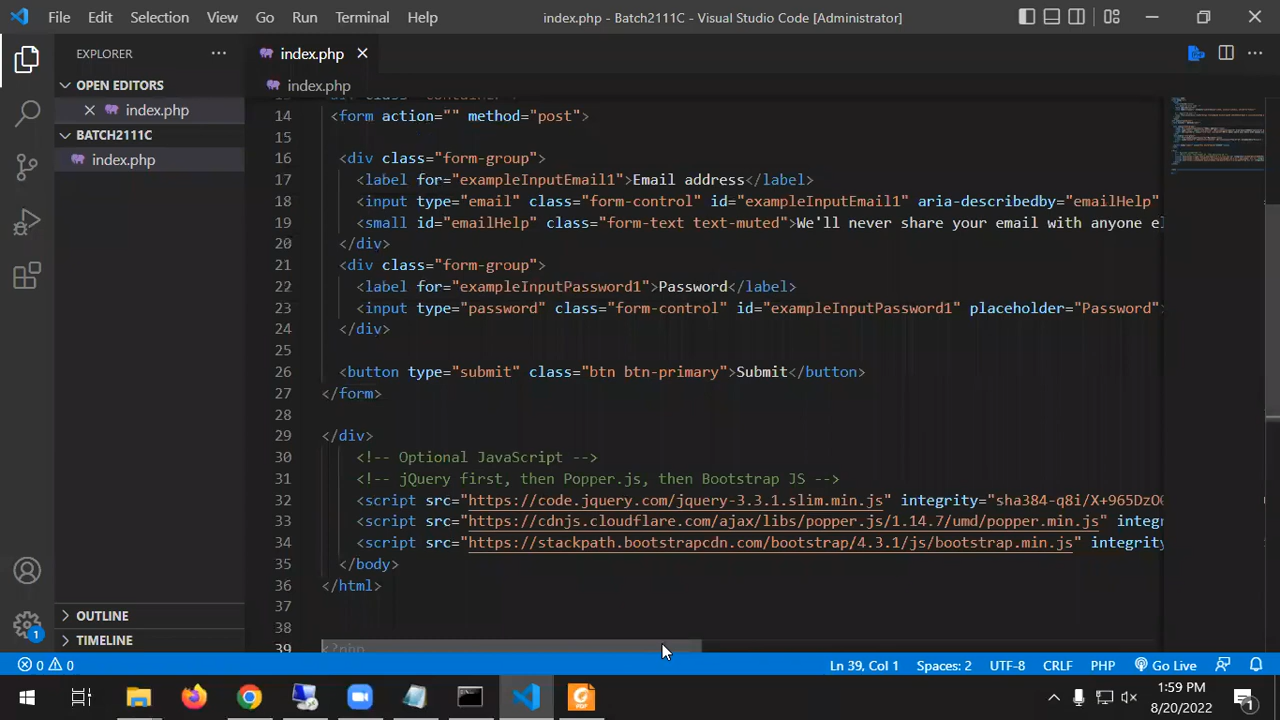 File Edit Selection View Go Run Terminal Help index.php - Batch2111C - Visual Studio Code [Administrator]
EXPLORER
index.php
OPEN EDITORS
index.php
index.php
BATCH2111C
index.php
14 <form action="" method="post">
15
16 <div class="form-group">
17 <label for="exampleInputEmail1">Email address</label>
18 <input type="email" class="form-control" id="exampleInputEmail1" aria-describedby="emailHelp"
19 <small id="emailHelp" class="form-text text-muted">We'll never share your email with anyone el
20 </div>
21 <div class="form-group">
22 <label for="exampleInputPassword1">Password</label>
23 <input type="password" class="form-control" id="exampleInputPassword1" placeholder="Password">
24 </div>
25
26 <button type="submit" class="btn btn-primary">Submit</button>
27 </form>
28
29 </div>
30 <!-- Optional JavaScript -->
31 <!-- jQuery first, then Popper.js, then Bootstrap JS -->
32 <script src="https://code.jquery.com/jquery-3.3.1.slim.min.js" integrity="sha384-q8i/X+965DzO0
33 <script src="https://cdnjs.cloudflare.com/ajax/libs/popper.js/1.14.7/umd/popper.min.js" integr
34 <script src="https://stackpath.bootstrapcdn.com/bootstrap/4.3.1/js/bootstrap.min.js" integrity
35 </body>
36 </html>
37
38
39 <?php
OUTLINE
TIMELINE
1
0 0 Ln 39, Col 1 Spaces: 2 UTF-8 CRLF PHP Go Live
1:59 PM
8/20/2022
1